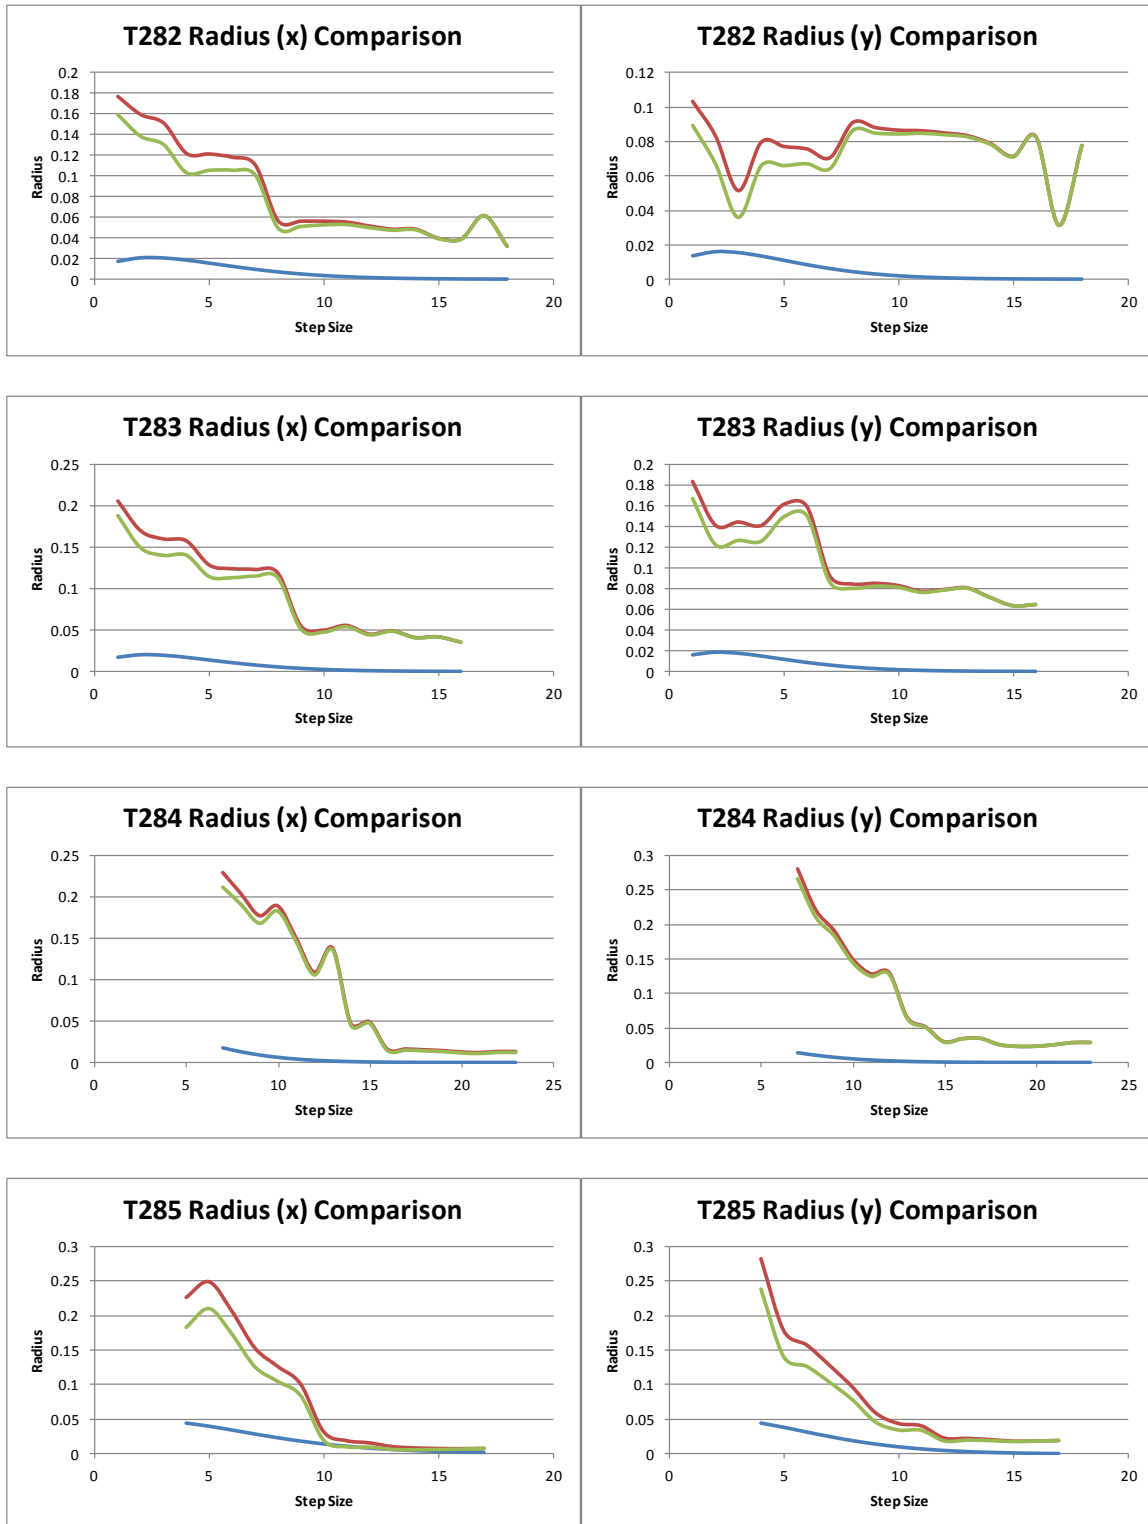 T282 Radius (x) Comparison
0.2
0.18
0.16
0.14
0.12
0.1
0.08
0.06
0.04
0.02
0
Radius
0 5 10 15 20
Step Size
T282 Radius (y) Comparison
0.12
0.1
0.08
0.06
0.04
0.02
0
Radius
0 5 10 15 20
Step Size
T283 Radius (x) Comparison
0.25
0.2
0.15
0.1
0.05
0
Radius
0 5 10 15 20
Step Size
T283 Radius (y) Comparison
0.2
0.18
0.16
0.14
0.12
0.1
0.08
0.06
0.04
0.02
0
Radius
0 5 10 15 20
Step Size
T284 Radius (x) Comparison
0.25
0.2
0.15
0.1
0.05
0
Radius
0 5 10 15 20 25
Step Size
T284 Radius (y) Comparison
0.3
0.25
0.2
0.15
0.1
0.05
0
Radius
0 5 10 15 20 25
Step Size
T285 Radius (x) Comparison
0.3
0.25
0.2
0.15
0.1
0.05
0
Radius
0 5 10 15 20
Step Size
T285 Radius (y) Comparison
0.3
0.25
0.2
0.15
0.1
0.05
0
Radius
0 5 10 15 20
Step Size